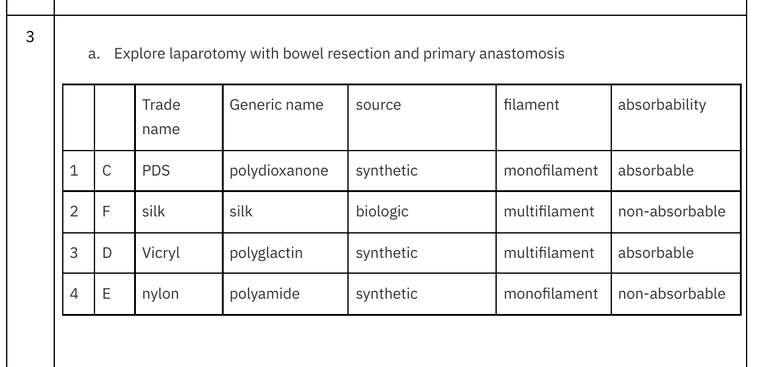 3
a. Explore laparotomy with bowel resection and primary anastomosis
Trade name Generic name source filament absorbability
1 C PDS polydioxanone synthetic monofilament absorbable
2 F silk silk biologic multifilament non-absorbable
3 D Vicryl polyglactin synthetic multifilament absorbable
4 E nylon polyamide synthetic monofilament non-absorbable